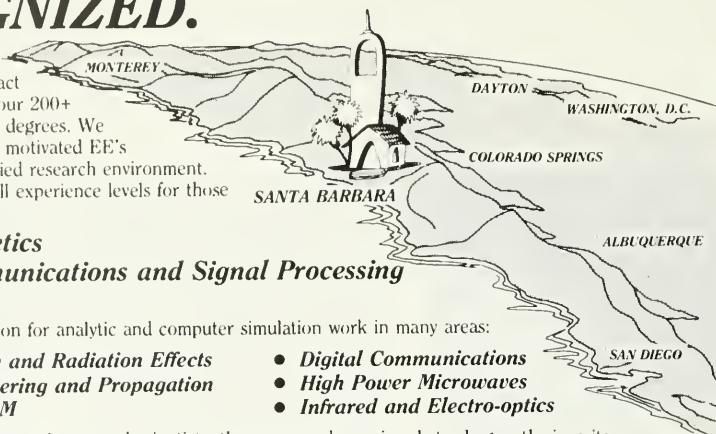 GNIZED.
MONTEREY
DAYTON
WASHINGTON, D.C.
COLORADO SPRINGS
SANTA BARBARA
ALBUQUERQUE
SAN DIEGO
act
our 200+
degrees. We
motivated EE's
ied research environment.
ll experience levels for those
etics
unications and Signal Processing
on for analytic and computer simulation work in many areas:
and Radiation Effects
ering and Propagation
M
● Digital Communications
● High Power Microwaves
● Infrared and Electro-optics